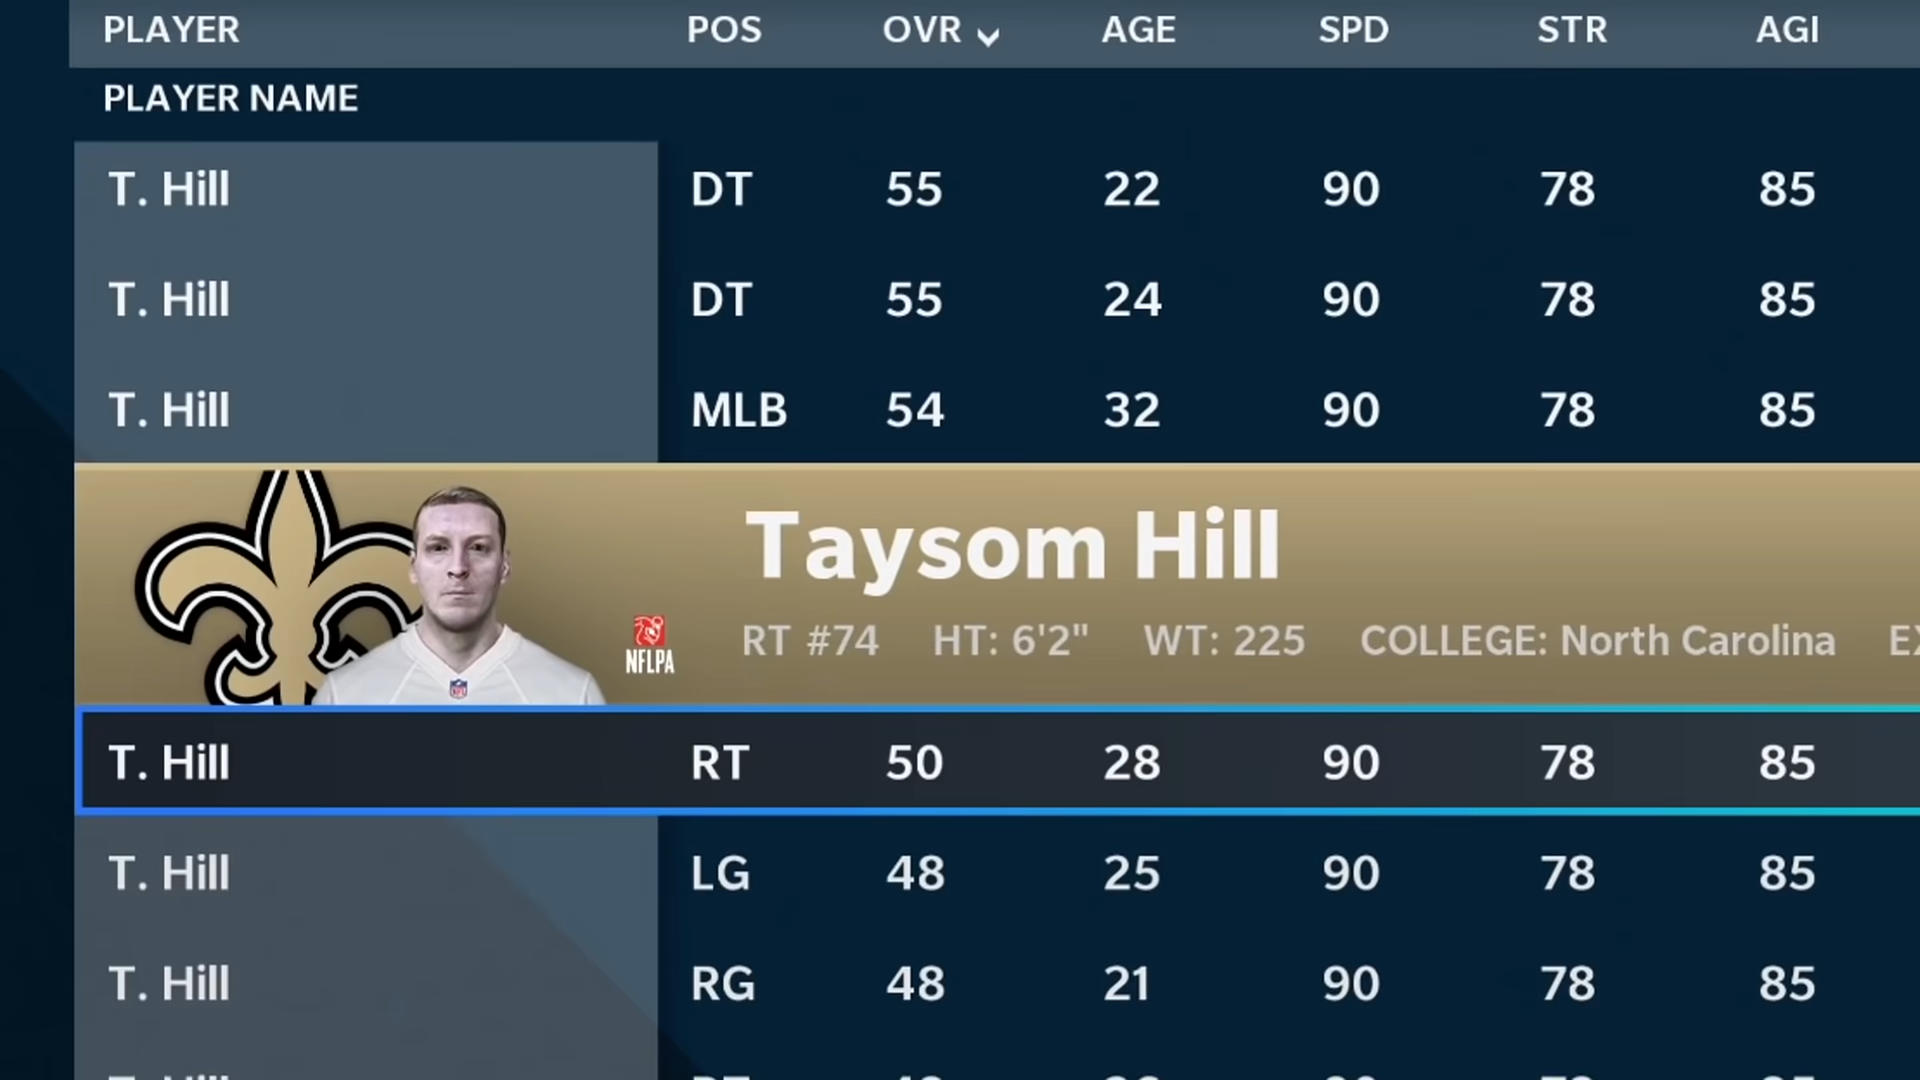 PLAYER POS OVR AGE SPD STR AGI
PLAYER NAME
T. Hill DT 55 22 90 78 85
T. Hill DT 55 24 90 78 85
T. Hill MLB 54 32 90 78 85
Taysom Hill
NFLPA RT #74 HT: 6'2" WT: 225 COLLEGE: North Carolina
T. Hill RT 50 28 90 78 85
T. Hill LG 48 25 90 78 85
T. Hill RG 48 21 90 78 85